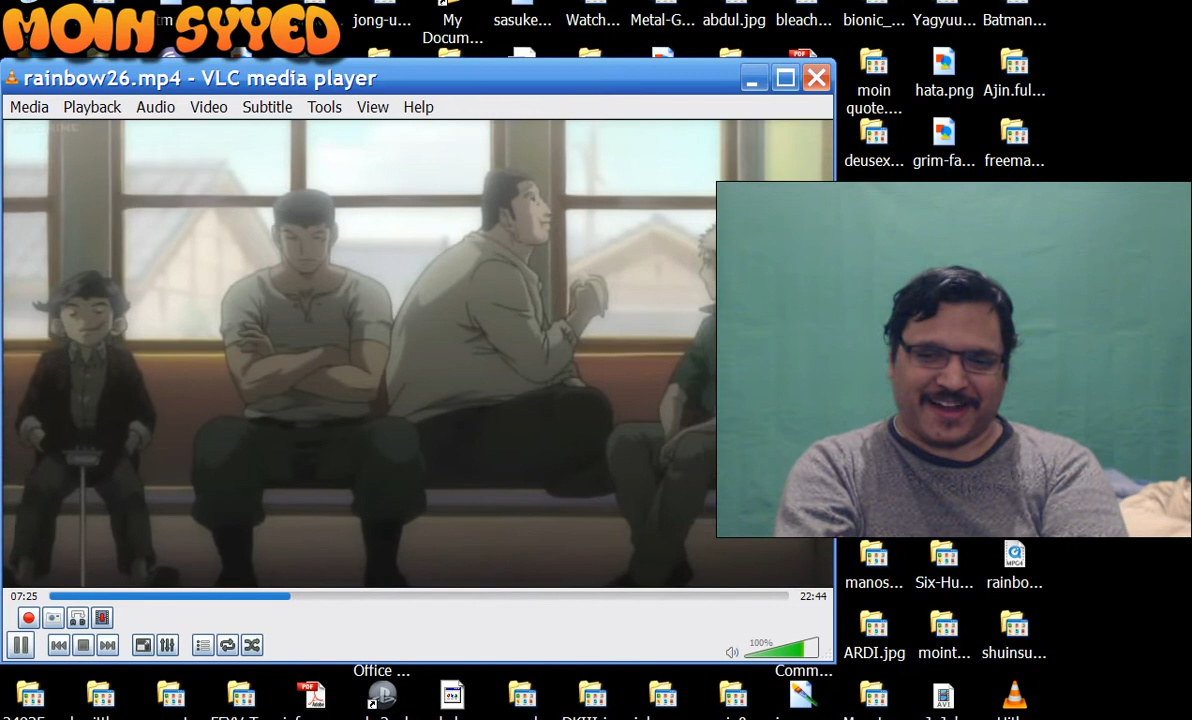 jong-u...
My Docum...
sasuke...
Watch...
Metal-G...
abdul.jpg
bleach...
bionic_...
Yagyuu...
Batman...
MOIN SYYED
rainbow26.mp4 - VLC media player
Media Playback Audio Video Subtitle Tools View Help
moin quote....
hata.png
Ajin.ful...
deusex...
grim-fa...
freema...
manos...
Six-Hu...
rainbo...
07:25
22:44
100%
ARDI.jpg
moint...
shuinsu...
Office ...
Comm...